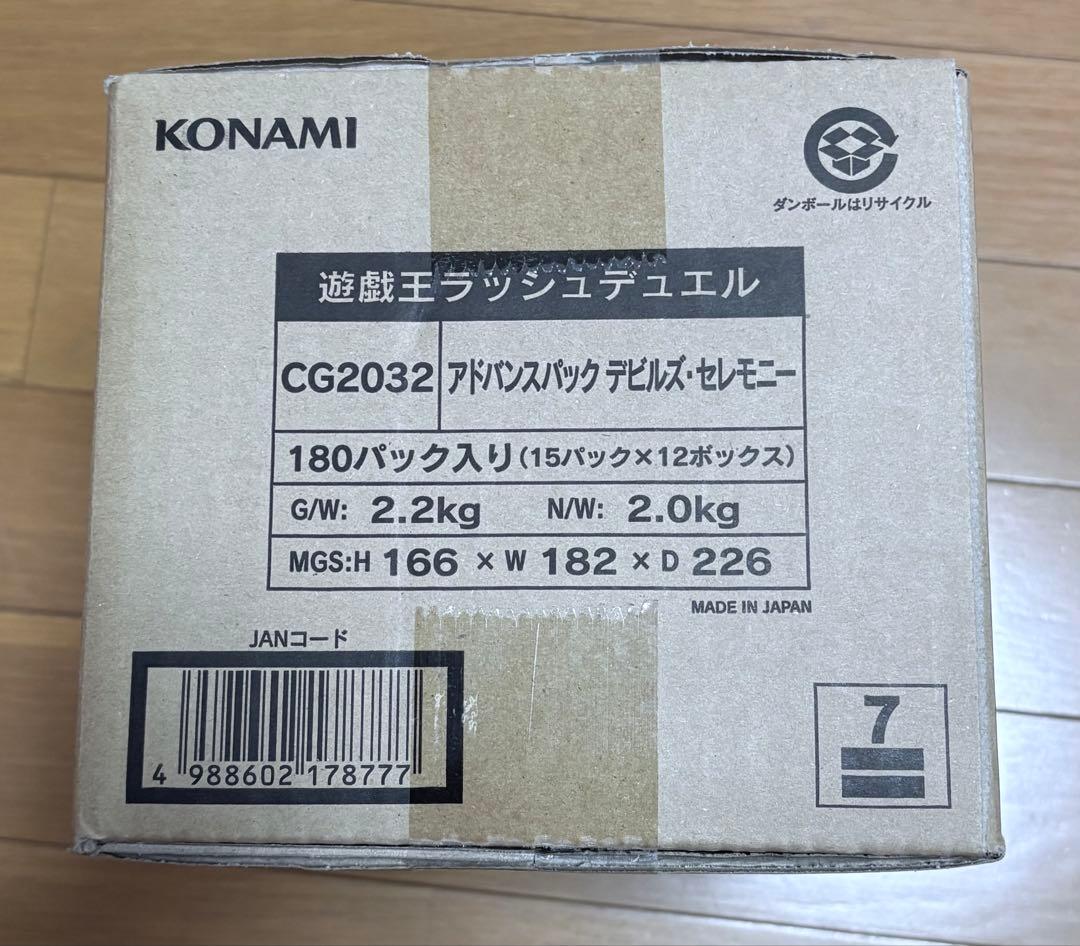 KONAMI
ダンボールはリサイクル
遊戯王ラッシュデュエル
CG2032 アドバンスパック デビルズ・セレモニー
180パック入り(15パック×12ボックス)
G/W: 2.2kg N/W: 2.0kg
MGS:H 166 × W 182 × D 226
MADE IN JAPAN
JANコード
4 988602 178777
7